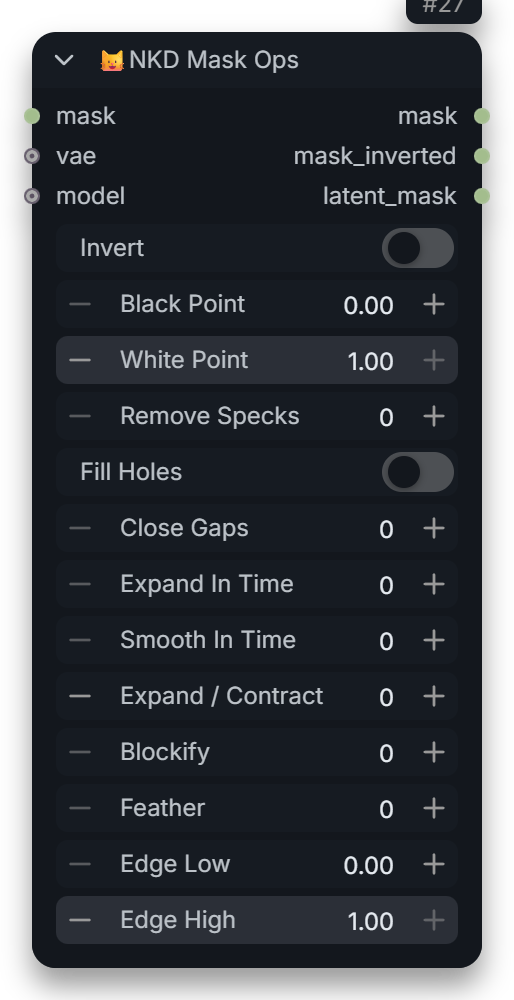 #27
NKD Mask Ops
mask mask
vae mask_inverted
model latent_mask
Invert
Black Point 0.00
White Point 1.00
Remove Specks 0
Fill Holes
Close Gaps 0
Expand In Time 0
Smooth In Time 0
Expand / Contract 0
Blockify 0
Feather 0
Edge Low 0.00
Edge High 1.00